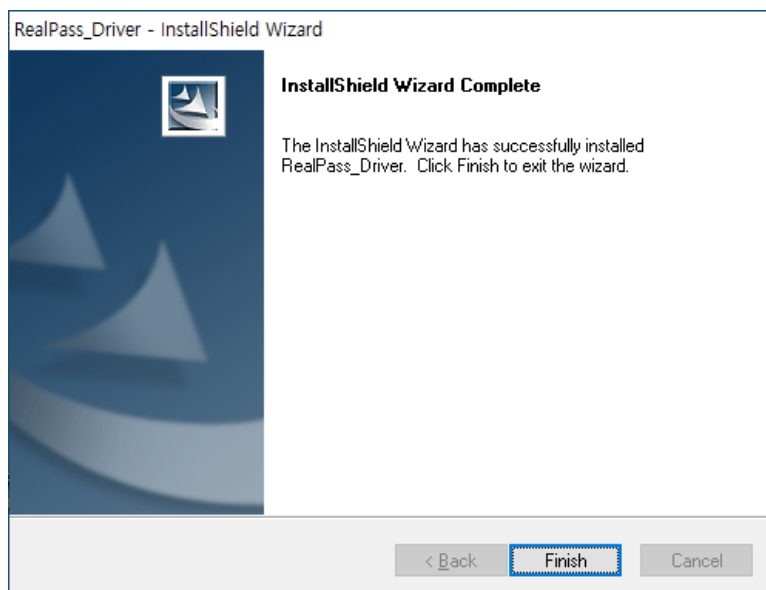 RealPass_Driver - InstallShield Wizard
InstallShield Wizard Complete
The InstallShield Wizard has successfully installed
RealPass_Driver. Click Finish to exit the wizard.
< Back
Finish
Cancel